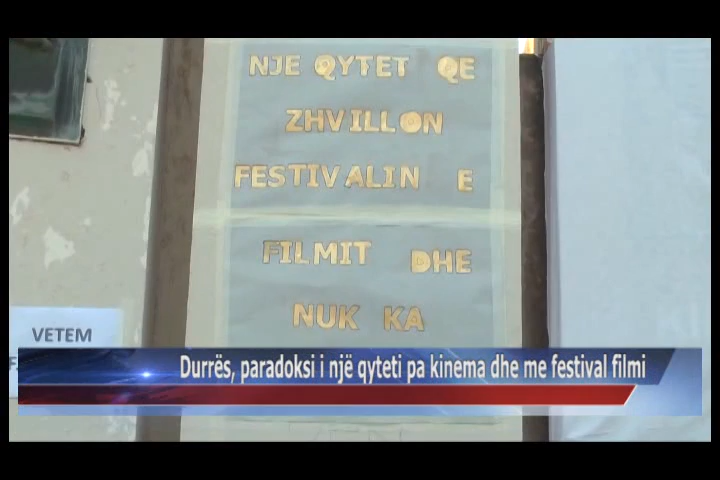 NJE QYTET QE
ZHVILLON
FESTIVALIN E
FILMIT DHE
NUK KA
VETEM
Durrës, paradoksi i një qyteti pa kinema dhe me festival filmi